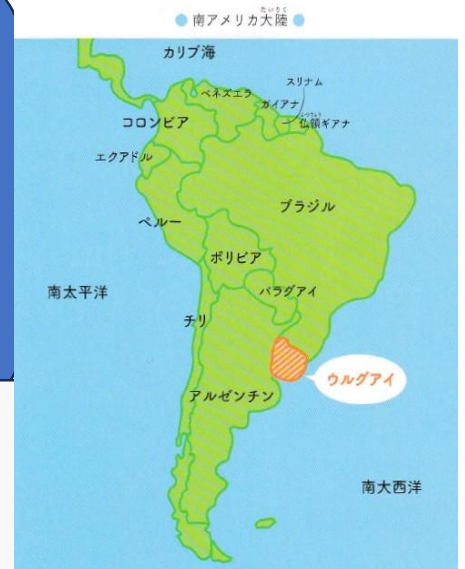 ● 南アメリカ大陸 ●
たいりく
カリブ海
ベネズエラ
スリナム
ガイアナ
コロンビア
仏領ギアナ
エクアドル
ブラジル
ペルー
ボリビア
南太平洋
パラグアイ
チリ
ウルグアイ
アルゼンチン
南大西洋